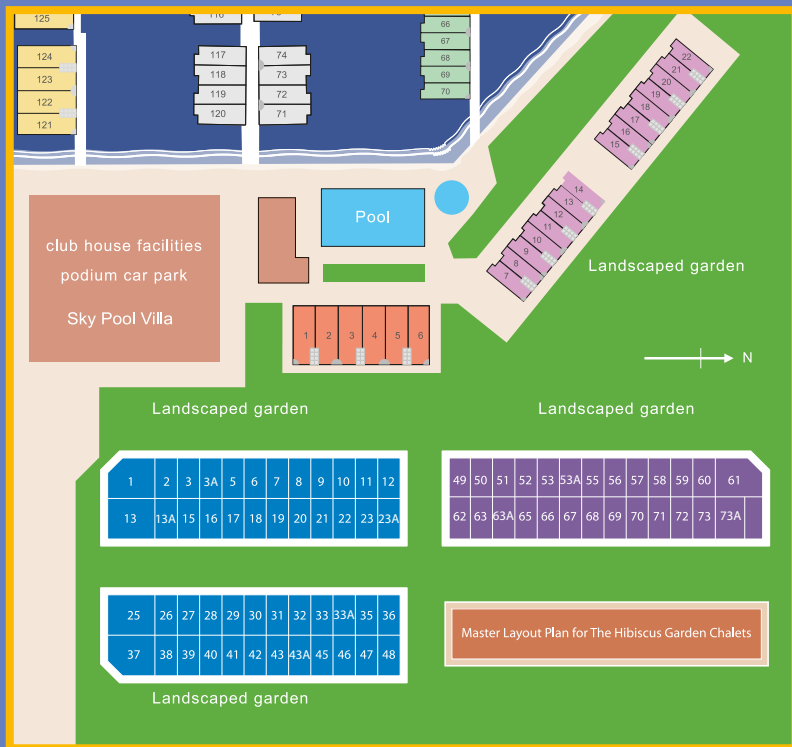 125
116
66
67
68
69
70
124
123
122
121
117
118
119
120
74
73
72
71
22
21
20
19
18
17
16
15
14
13
12
11
10
9
8
7
Pool
club house facilities
podium car park
Sky Pool Villa
Landscaped garden
1 2 3 4 5 6
N
Landscaped garden
Landscaped garden
1 2 3 3A 5 6 7 8 9 10 11 12
13 13A 15 16 17 18 19 20 21 22 23 23A
49 50 51 52 53 53A 55 56 57 58 59 60 61
62 63 63A 65 66 67 68 69 70 71 72 73 73A
25 26 27 28 29 30 31 32 33 33A 35 36
37 38 39 40 41 42 43 43A 45 46 47 48
Master Layout Plan for The Hibiscus Garden Chalets
Landscaped garden